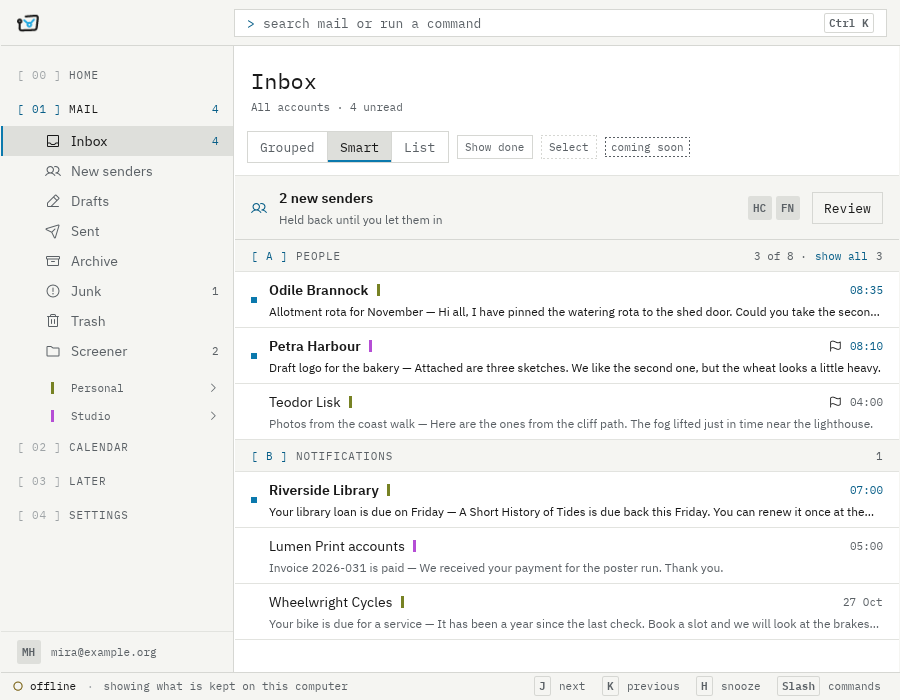 > search mail or run a command Ctrl K
[ 00 ] HOME
[ 01 ] MAIL 4
Inbox 4
New senders
Drafts
Sent
Archive
Junk 1
Trash
Screener 2
Personal
Studio
[ 02 ] CALENDAR
[ 03 ] LATER
[ 04 ] SETTINGS
MH mira@example.org
Inbox
All accounts · 4 unread
Grouped Smart List Show done Select coming soon
2 new senders
Held back until you let them in
HC FN Review
[ A ] PEOPLE 3 of 8 · show all 3
Odile Brannock 08:35
Allotment rota for November — Hi all, I have pinned the watering rota to the shed door. Could you take the secon…
Petra Harbour 08:10
Draft logo for the bakery — Attached are three sketches. We like the second one, but the wheat looks a little heavy.
Teodor Lisk 04:00
Photos from the coast walk — Here are the ones from the cliff path. The fog lifted just in time near the lighthouse.
[ B ] NOTIFICATIONS 1
Riverside Library 07:00
Your library loan is due on Friday — A Short History of Tides is due back this Friday. You can renew it once at the…
Lumen Print accounts 05:00
Invoice 2026-031 is paid — We received your payment for the poster run. Thank you.
Wheelwright Cycles 27 Oct
Your bike is due for a service — It has been a year since the last check. Book a slot and we will look at the brakes…
offline · showing what is kept on this computer J next K previous H snooze Slash commands